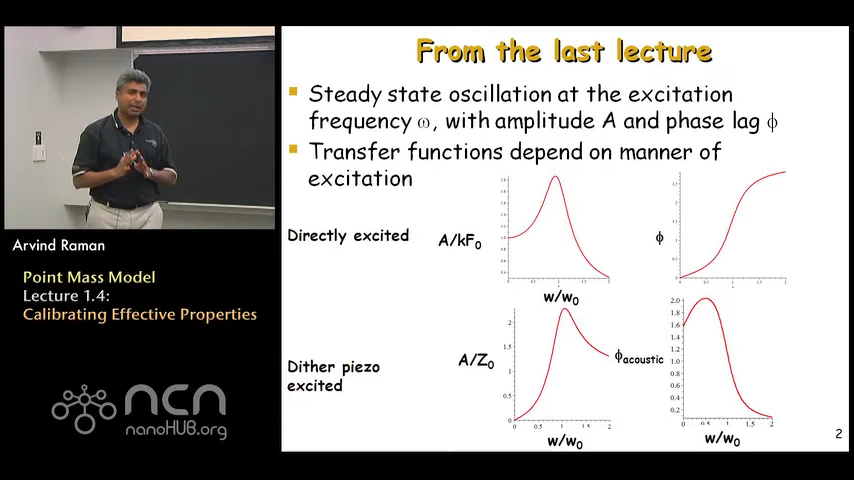 From the last lecture
Steady state oscillation at the excitation
frequency ω, with amplitude A and phase lag ϕ
Transfer functions depend on manner of
excitation
Directly excited
A/kF₀
ϕ
w/w₀
Dither piezo
excited
A/Z₀
ϕacoustic
w/w₀
w/w₀
2
Arvind Raman
Point Mass Model
Lecture 1.4:
Calibrating Effective Properties
ncn
nanoHUB.org